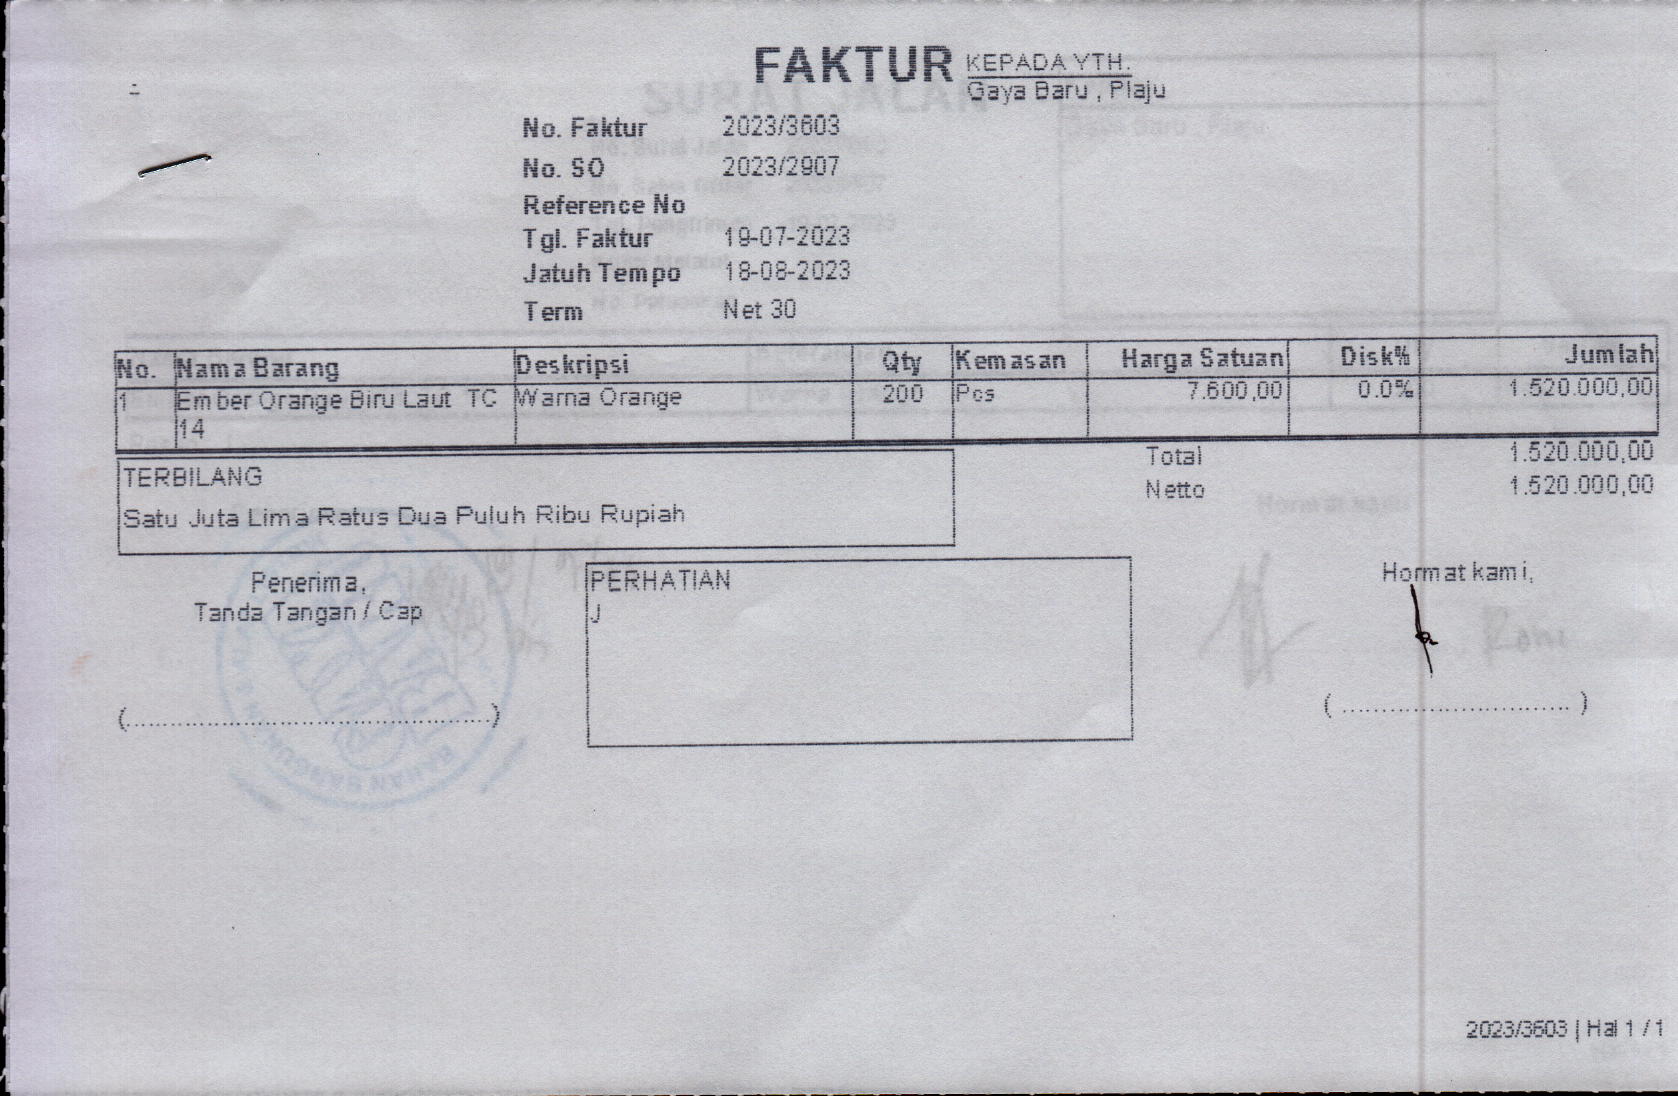 FAKTUR
KEPADA YTH.
Gaya Baru , Plaju
No. Faktur 2023/3603
No. SO 2023/2907
Reference No
Tgl. Faktur 19-07-2023
Jatuh Tempo 18-08-2023
Term Net 30
No. Nama Barang Deskripsi Qty Kemasan Harga Satuan Disk% Jumlah
1 Ember Orange Biru Laut TC Warna Orange 200 Pcs 7.600,00 0.0% 1.520.000,00
14
Total 1.520.000,00
Netto 1.520.000,00
TERBILANG
Satu Juta Lima Ratus Dua Puluh Ribu Rupiah
Penerima,
Tanda Tangan / Cap
(..............................................)
PERHATIAN
J
Hormat kami,
( ............................ )
2023/3603 | Hal 1 / 1